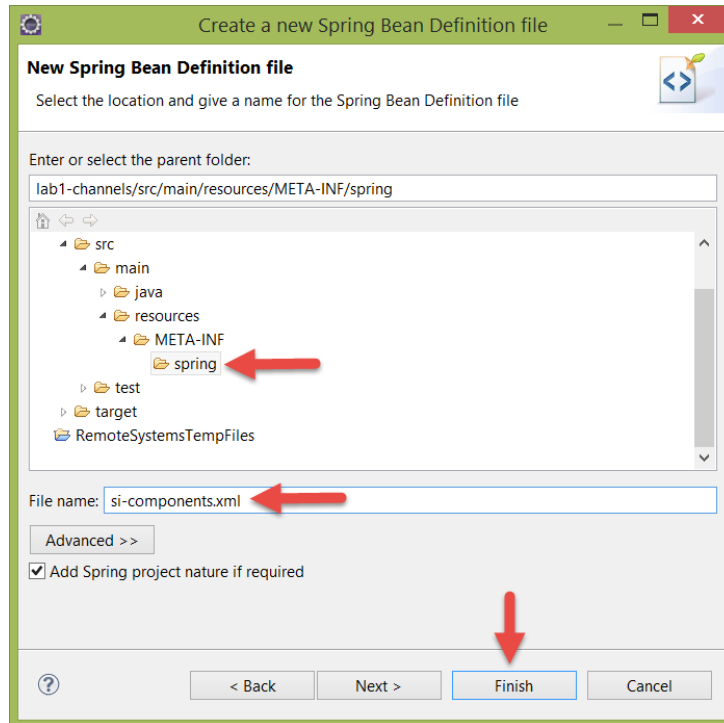 Create a new Spring Bean Definition file
New Spring Bean Definition file
Select the location and give a name for the Spring Bean Definition file
Enter or select the parent folder:
lab1-channels/src/main/resources/META-INF/spring
src
main
java
resources
META-INF
spring
test
target
RemoteSystemsTempFiles
File name: si-components.xml
Advanced >>
Add Spring project nature if required
< Back Next > Finish Cancel